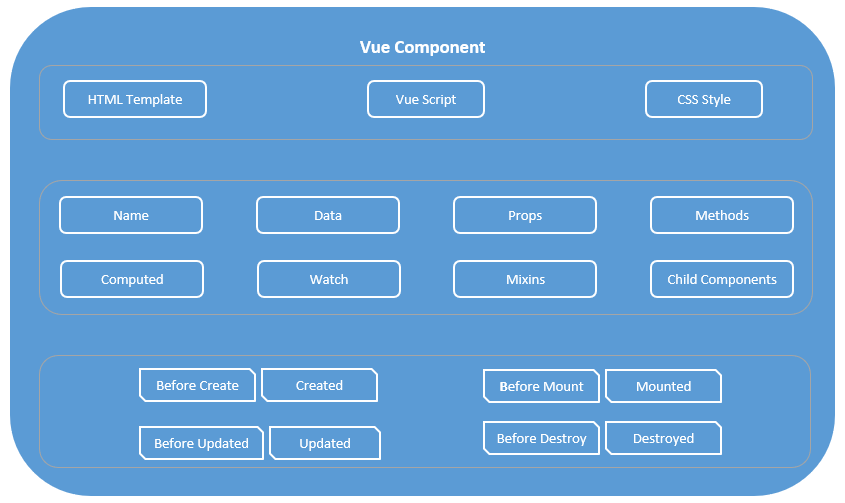 Vue Component
HTML Template Vue Script CSS Style
Name Data Props Methods
Computed Watch Mixins Child Components
Before Create Created Before Mount Mounted
Before Updated Updated Before Destroy Destroyed